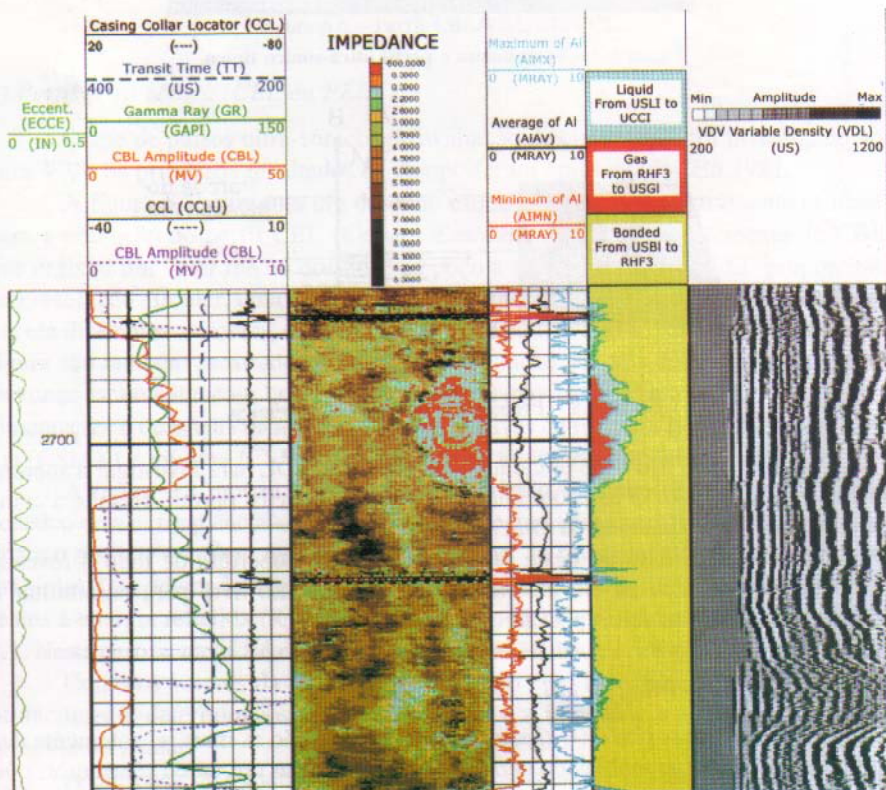 Casing Collar Locator (CCL)
20 (----) -80
Transit Time (TT)
400 (US) 200
Eccent.
(ECCE)
0 (IN) 0.5
Gamma Ray (GR)
0 (GAPI) 150
CBL Amplitude (CBL)
0 (MV) 50
CCL (CCLU)
-40 (----) 10
CBL Amplitude (CBL)
0 (MV) 10
IMPEDANCE
Maximum of AI
(AIMX)
0 (MRAY) 10
Average of AI
(AIAV)
0 (MRAY) 10
Minimum of AI
(AIMN)
0 (MRAY) 10
Liquid
From USLI to
UCCI
Gas
From RHF3
to USGI
Bonded
From USBI to
RHF3
Min Amplitude Max
VDV Variable Density (VDL)
200 (US) 1200
2700